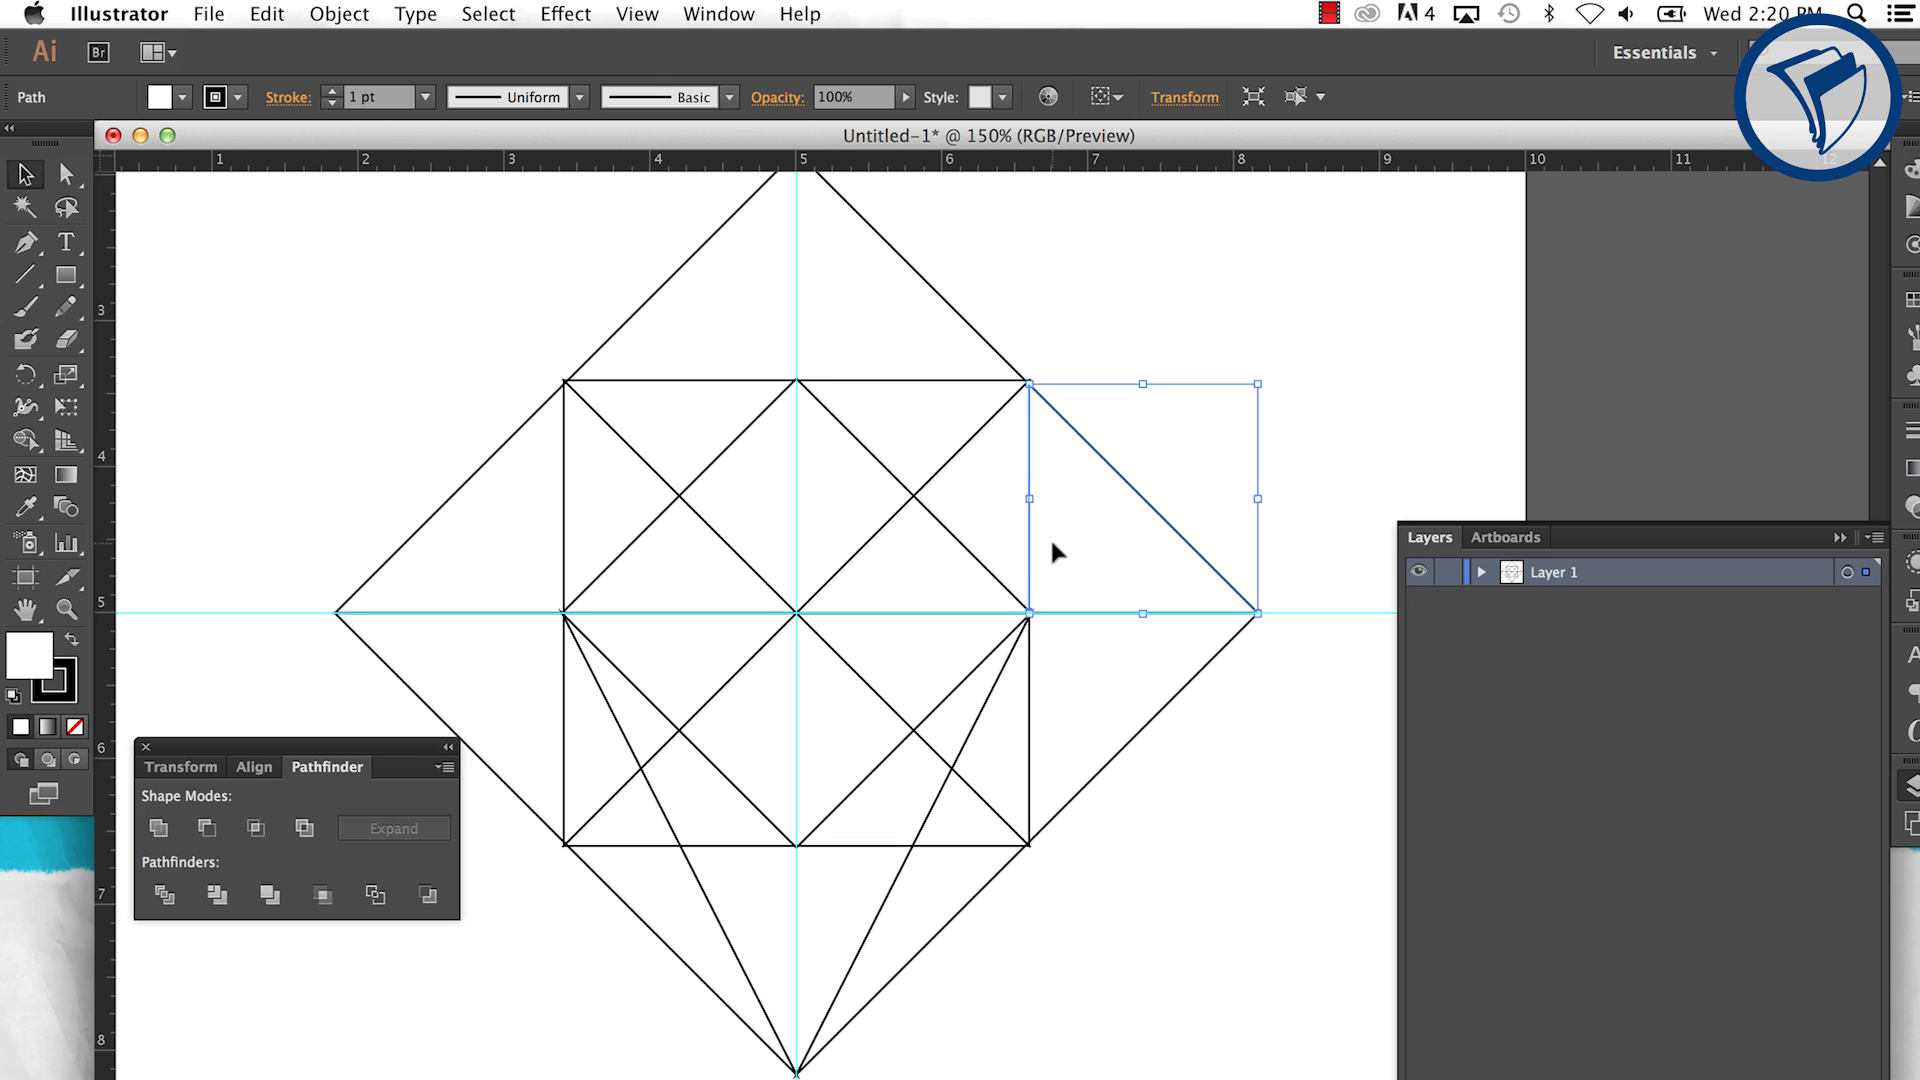 Illustrator File Edit Object Type Select Effect View Window Help 4 Wed 2:20 PM
Ai Br Essentials
Path Stroke: 1 pt Uniform Basic Opacity: 100% Style: Transform
Untitled-1* @ 150% (RGB/Preview)
1 2 3 4 5 6 7 8 9 10 11 12
3
4
5
6
7
8
Layers Artboards
Layer 1
Transform Align Pathfinder
Shape Modes:
Expand
Pathfinders: